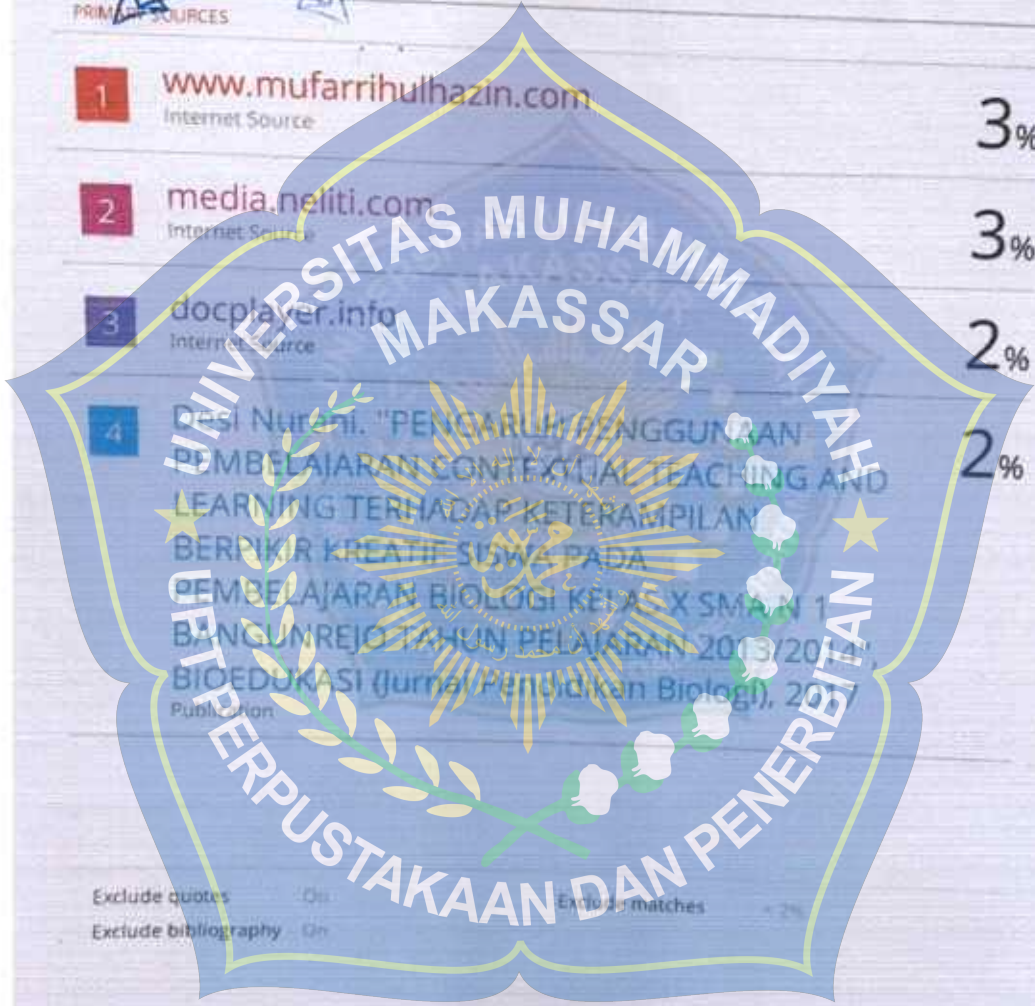 PRIMARY SOURCES
1 www.mufarrihulhazin.com 3%
Internet Source
2 media.neliti.com 3%
Internet Source
3 docplayer.info 2%
Internet Source
4 Desi Nurani. "PENGARUH PENGGUNAAN 2%
PEMBELAJARAN CONTEXTUAL TEACHING AND
LEARNING TERHADAP KETERAMPILAN
BERPIKIR KREATIF SISWA PADA
PEMBELAJARAN BIOLOGI KELAS X SMA N 1
BANGUNREJO TAHUN PELAJARAN 2013/2014",
BIOEDUKASI (Jurnal Pendidikan Biologi), 2017
Publication
Exclude quotes On Exclude matches < 2%
Exclude bibliography On
UNIVERSITAS MUHAMMADIYAH
MAKASSAR
UPT PERPUSTAKAAN DAN PENERBITAN
محمد